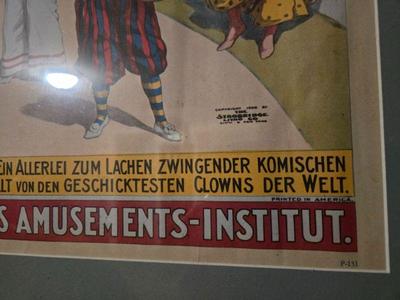 COPYRIGHT 1900 BY
THE
STROBRIDGE
LITHO CO
EIN ALLERLEI ZUM LACHEN ZWINGENDER KOMISCHEN
LT VON DEN GESCHICKTESTEN CLOWNS DER WELT.
PRINTED IN AMERICA.
S AMUSEMENTS-INSTITUT.
P-131